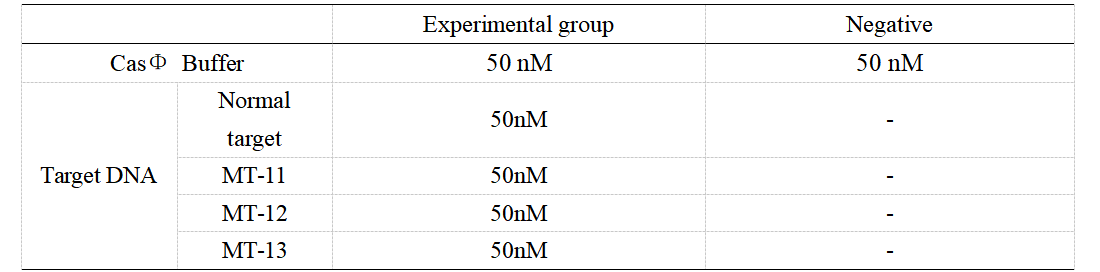 Experimental group Negative
CasΦ Buffer 50 nM 50 nM
Normal
target 50nM -
Target DNA MT-11 50nM -
MT-12 50nM -
MT-13 50nM -